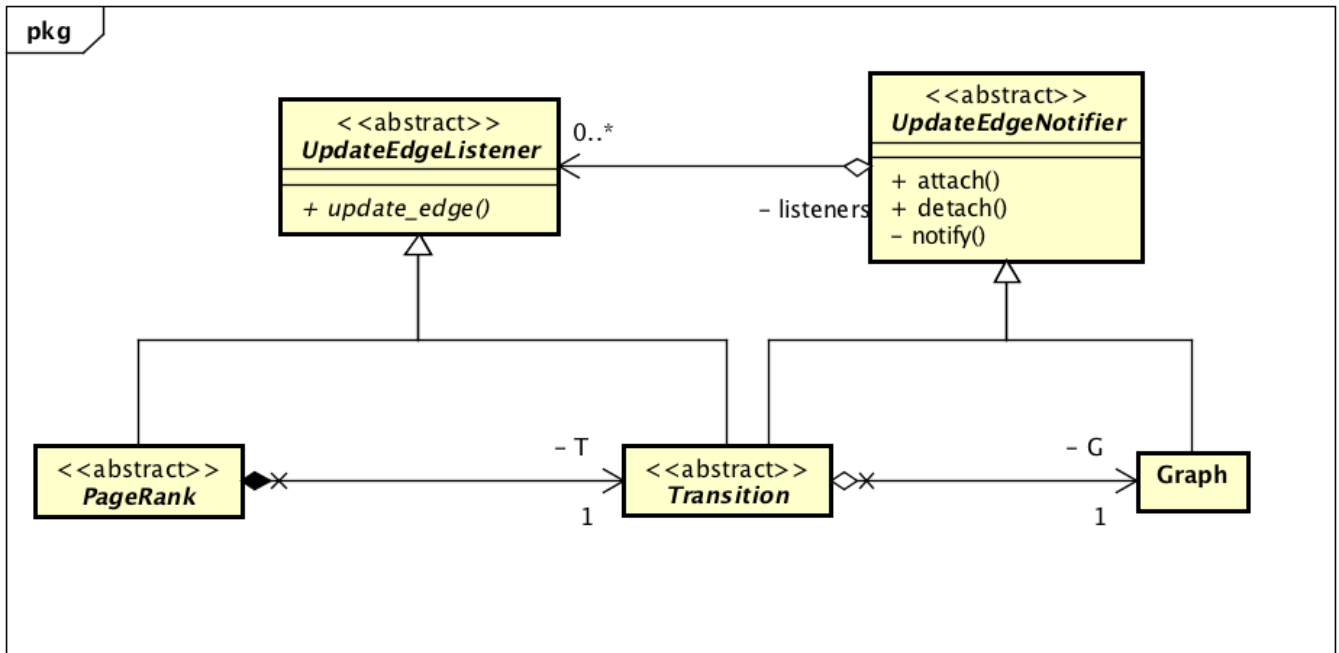 pkg
<<abstract>>
UpdateEdgeListener
+ update_edge()
0..*
- listeners
<<abstract>>
UpdateEdgeNotifier
+ attach()
+ detach()
- notify()
<<abstract>>
PageRank
- T
1
<<abstract>>
Transition
- G
1
Graph